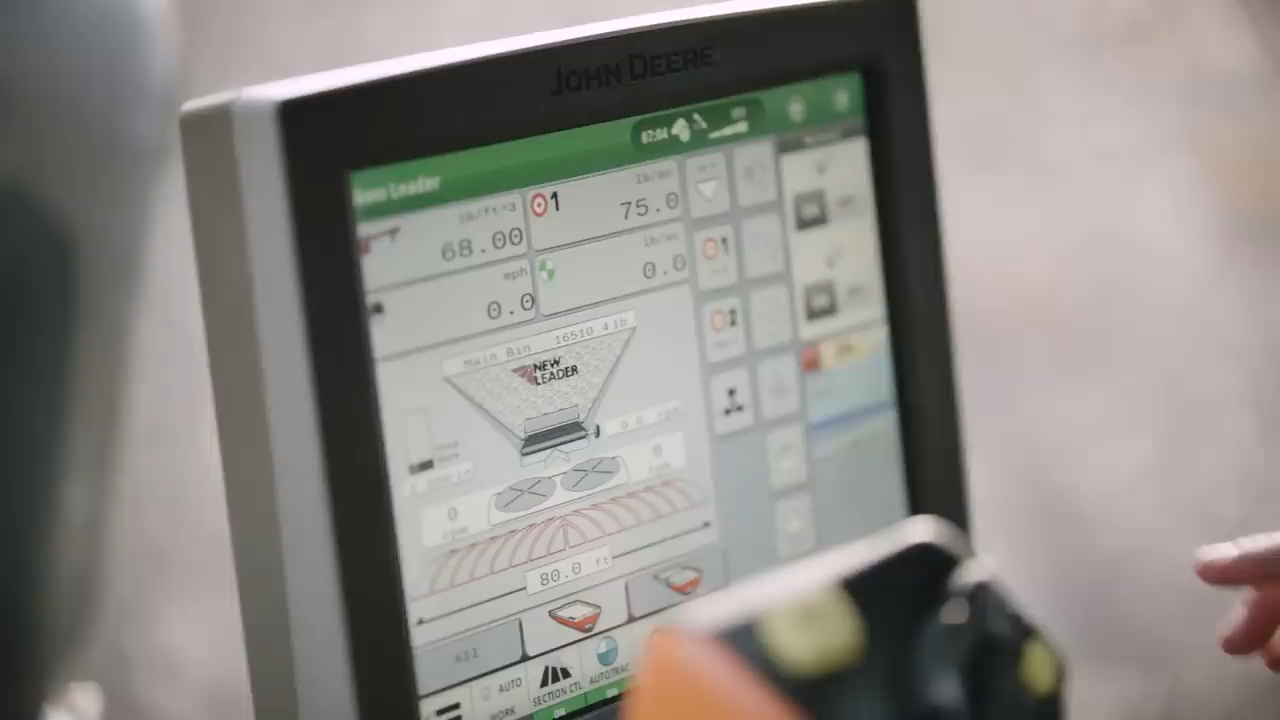 JOHN DEERE
07:04
New Leader
lb/ft^3
68.00
1
lb/ac
75.0
mph
0.0
lb/ac
0.0
1
2
Main Bin 16510.4 lb
NEW
LEADER
0
rpm
0
rpm
80.0 ft
All
AUTO
WORK
SECTION CTL
AUTOTRAC